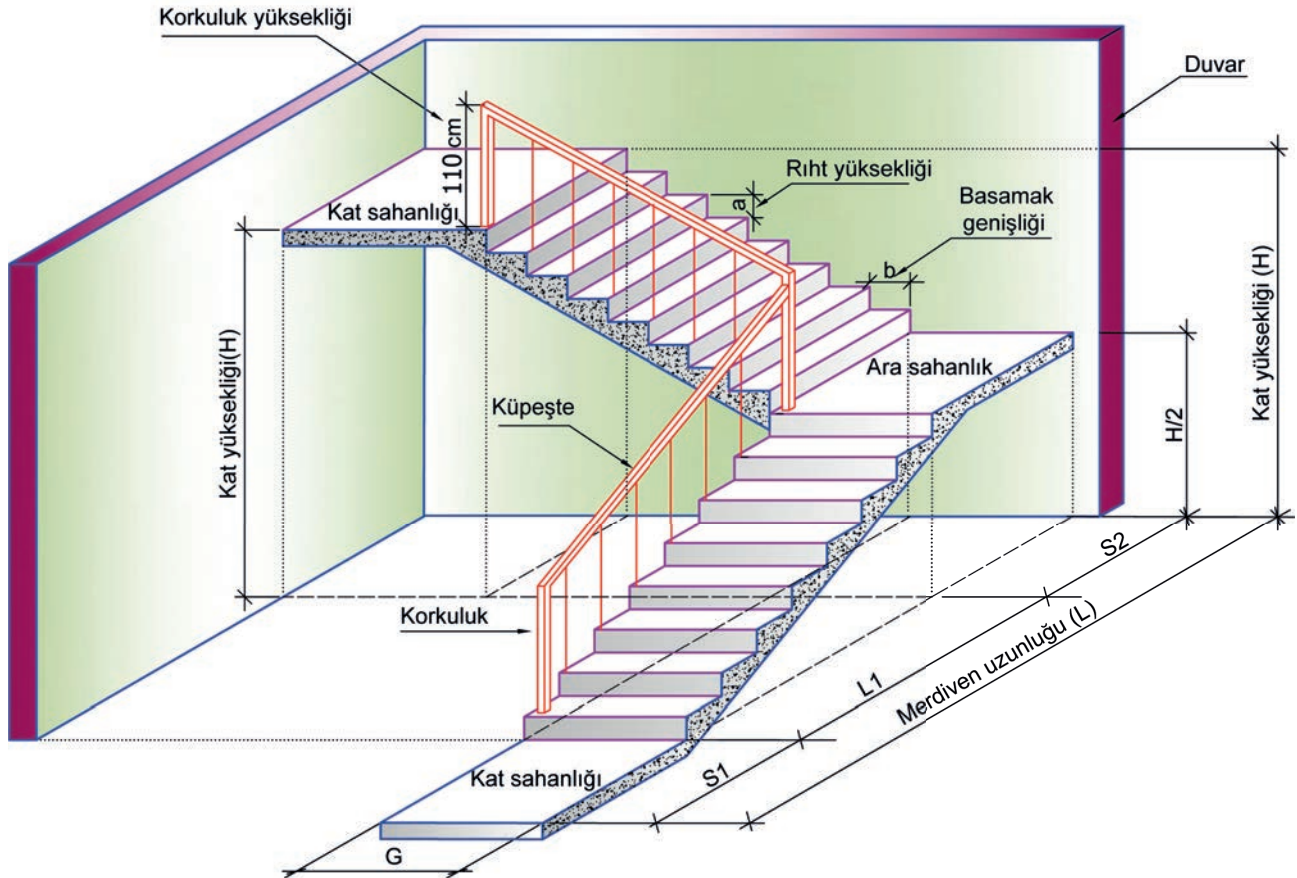 Korkuluk yüksekliği
Duvar
110 cm
Rıht yüksekliği
a
Basamak
genişliği
b
Kat sahanlığı
Kat yüksekliği(H)
Kat yüksekliği (H)
Ara sahanlık
H/2
Küpeşte
Korkuluk
S2
L1
Merdiven uzunluğu (L)
S1
Kat sahanlığı
G